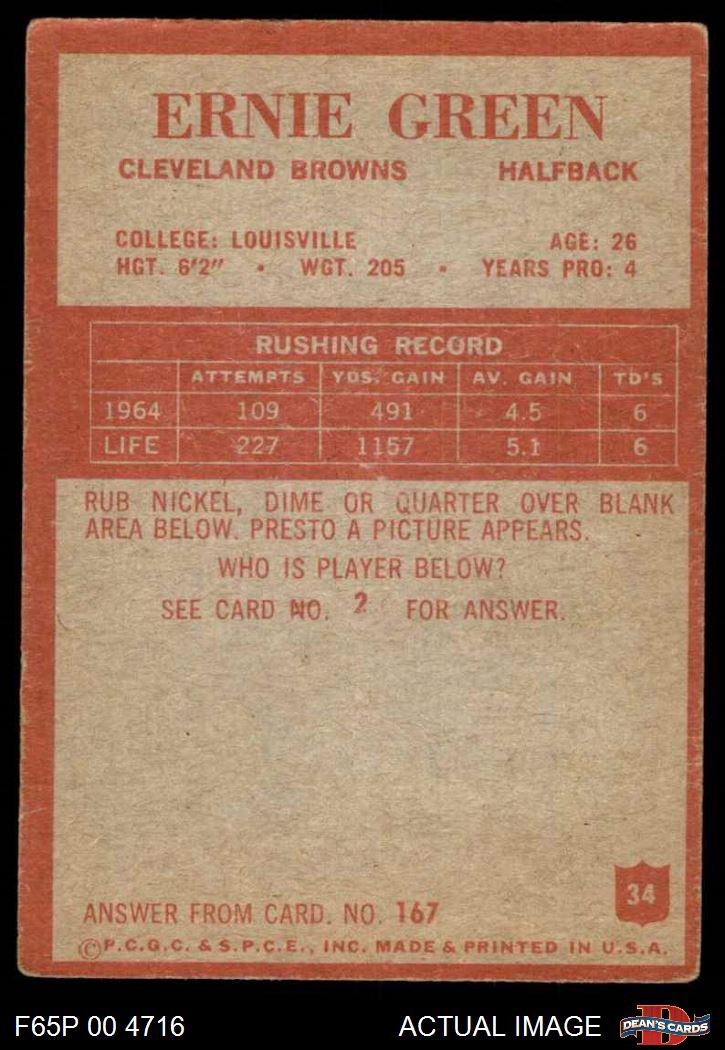 ERNIE GREEN
CLEVELAND BROWNS HALFBACK
COLLEGE: LOUISVILLE AGE: 26
HGT. 6'2" • WGT. 205 • YEARS PRO: 4
RUSHING RECORD
ATTEMPTS YDS. GAIN AV. GAIN TD'S
1964 109 491 4.5 6
LIFE 227 1157 5.1 6
RUB NICKEL, DIME OR QUARTER OVER BLANK
AREA BELOW. PRESTO A PICTURE APPEARS.
WHO IS PLAYER BELOW?
SEE CARD NO. 2 FOR ANSWER.
34
ANSWER FROM CARD. NO. 167
©P.C.G.C. & S.P.C.E., INC. MADE & PRINTED IN U.S.A.
F65P 00 4716 ACTUAL IMAGE D DEAN'S CARDS